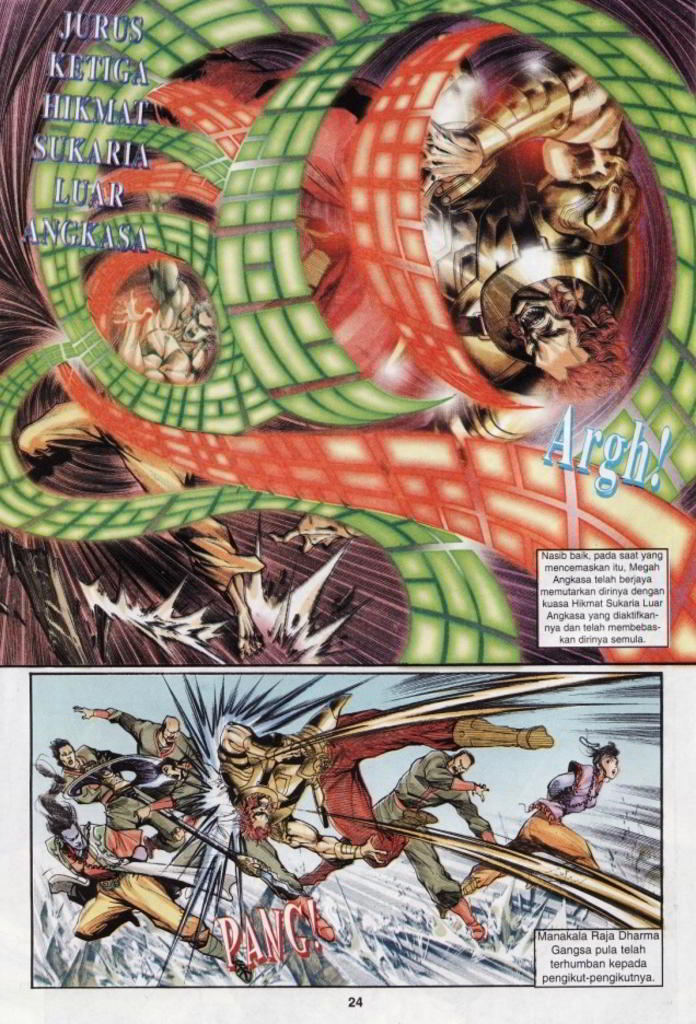 JURUS
KETIGA
HIKMAT
SUKARIA
LUAR
ANGKASA
Argh!
Nasib baik, pada saat yang
mencemaskan itu, Megah
Angkasa telah berjaya
memutarkan dirinya dengan
kuasa Hikmat Sukaria Luar
Angkasa yang diaktifkan-
nya dan telah membebas-
kan dirinya semula.
PANG!
Manakala Raja Dharma
Gangsa pula telah
terhumban kepada
pengikut-pengikutnya.
24